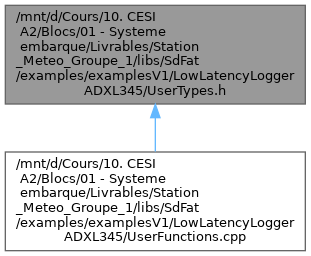 /mnt/d/Cours/10. CESI
A2/Blocs/01 - Systeme
embarque/Livrables/Station
_Meteo_Groupe_1/libs/SdFat
/examples/examplesV1/LowLatencyLogger
ADXL345/UserTypes.h
/mnt/d/Cours/10. CESI
A2/Blocs/01 - Systeme
embarque/Livrables/Station
_Meteo_Groupe_1/libs/SdFat
/examples/examplesV1/LowLatencyLogger
ADXL345/UserFunctions.cpp